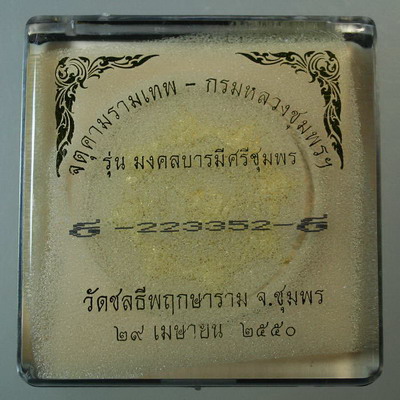 จตุคามรามเทพ - กรมหลวงชุมพรฯ
รุ่น มงคลบารมีศรีชุมพร
-223352-
วัดชลธีพฤกษาราม จ.ชุมพร
๒๙ เมษายน ๒๕๕๐